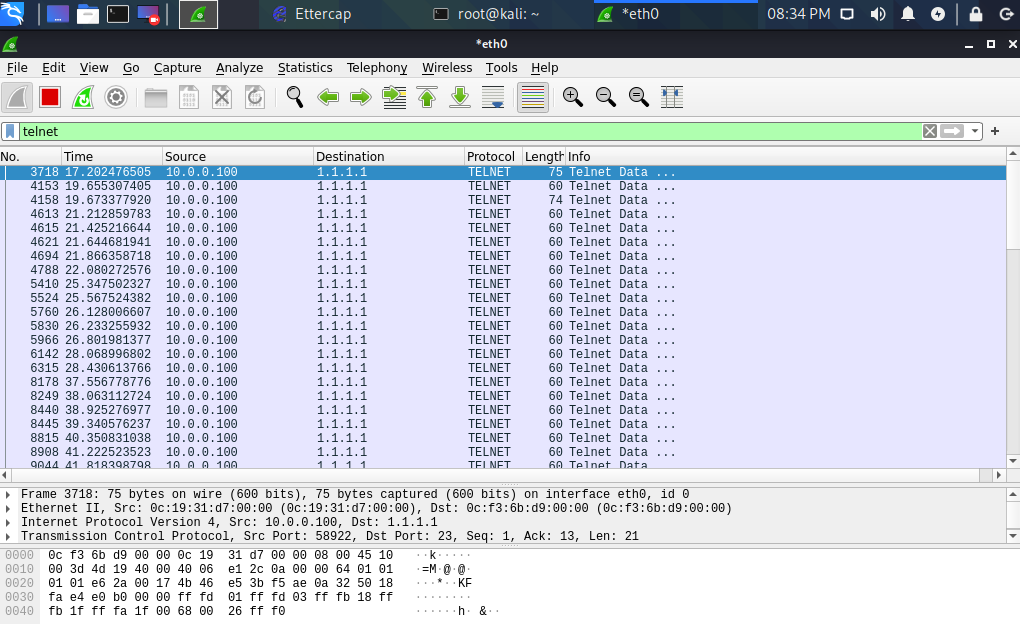 Ettercap root@kali: ~ *eth0 08:34 PM
*eth0
File Edit View Go Capture Analyze Statistics Telephony Wireless Tools Help
telnet
No. Time Source Destination Protocol Length Info
3718 17.202476505 10.0.0.100 1.1.1.1 TELNET 75 Telnet Data ...
4153 19.655307405 10.0.0.100 1.1.1.1 TELNET 60 Telnet Data ...
4158 19.673377920 10.0.0.100 1.1.1.1 TELNET 74 Telnet Data ...
4613 21.212859783 10.0.0.100 1.1.1.1 TELNET 60 Telnet Data ...
4615 21.425216644 10.0.0.100 1.1.1.1 TELNET 60 Telnet Data ...
4621 21.644681941 10.0.0.100 1.1.1.1 TELNET 60 Telnet Data ...
4694 21.866358718 10.0.0.100 1.1.1.1 TELNET 60 Telnet Data ...
4788 22.080272576 10.0.0.100 1.1.1.1 TELNET 60 Telnet Data ...
5410 25.347502327 10.0.0.100 1.1.1.1 TELNET 60 Telnet Data ...
5524 25.567524382 10.0.0.100 1.1.1.1 TELNET 60 Telnet Data ...
5760 26.128006607 10.0.0.100 1.1.1.1 TELNET 60 Telnet Data ...
5830 26.233255932 10.0.0.100 1.1.1.1 TELNET 60 Telnet Data ...
5966 26.801981377 10.0.0.100 1.1.1.1 TELNET 60 Telnet Data ...
6142 28.068996802 10.0.0.100 1.1.1.1 TELNET 60 Telnet Data ...
6315 28.430613766 10.0.0.100 1.1.1.1 TELNET 60 Telnet Data ...
8178 37.556778776 10.0.0.100 1.1.1.1 TELNET 60 Telnet Data ...
8249 38.063112724 10.0.0.100 1.1.1.1 TELNET 60 Telnet Data ...
8440 38.925276977 10.0.0.100 1.1.1.1 TELNET 60 Telnet Data ...
8445 39.340576237 10.0.0.100 1.1.1.1 TELNET 60 Telnet Data ...
8815 40.350831038 10.0.0.100 1.1.1.1 TELNET 60 Telnet Data ...
8908 41.222523523 10.0.0.100 1.1.1.1 TELNET 60 Telnet Data ...
9044 41.818398798 10.0.0.100 1.1.1.1 TELNET 60 Telnet Data
Frame 3718: 75 bytes on wire (600 bits), 75 bytes captured (600 bits) on interface eth0, id 0
Ethernet II, Src: 0c:19:31:d7:00:00 (0c:19:31:d7:00:00), Dst: 0c:f3:6b:d9:00:00 (0c:f3:6b:d9:00:00)
Internet Protocol Version 4, Src: 10.0.0.100, Dst: 1.1.1.1
Transmission Control Protocol, Src Port: 58922, Dst Port: 23, Seq: 1, Ack: 13, Len: 21
0000 0c f3 6b d9 00 00 0c 19 31 d7 00 00 08 00 45 10 ··k·····
0010 00 3d 4d 19 40 00 40 06 e1 2c 0a 00 00 64 01 01 ·=M·@·@·
0020 01 01 e6 2a 00 17 4b 46 e5 3b f5 ae 0a 32 50 18 ···*··KF
0030 fa e4 e0 b0 00 00 ff fd 01 ff fd 03 ff fb 18 ff ········
0040 fb 1f ff fa 1f 00 68 00 26 ff f0 ······h· &··